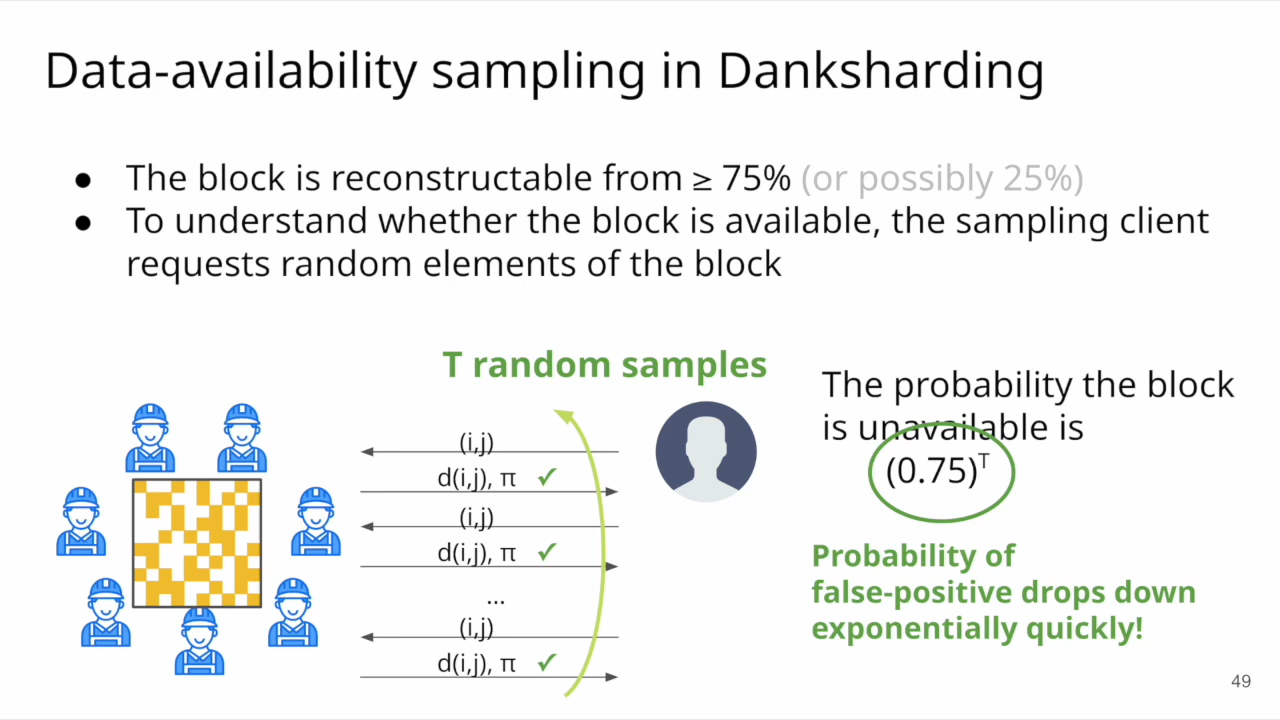 Data-availability sampling in Danksharding
● The block is reconstructable from ≥ 75% (or possibly 25%)
● To understand whether the block is available, the sampling client
requests random elements of the block
T random samples
(i,j)
d(i,j), π ✓
(i,j)
d(i,j), π ✓
...
(i,j)
d(i,j), π ✓
The probability the block
is unavailable is
(0.75)ᵀ
Probability of
false-positive drops down
exponentially quickly!
49